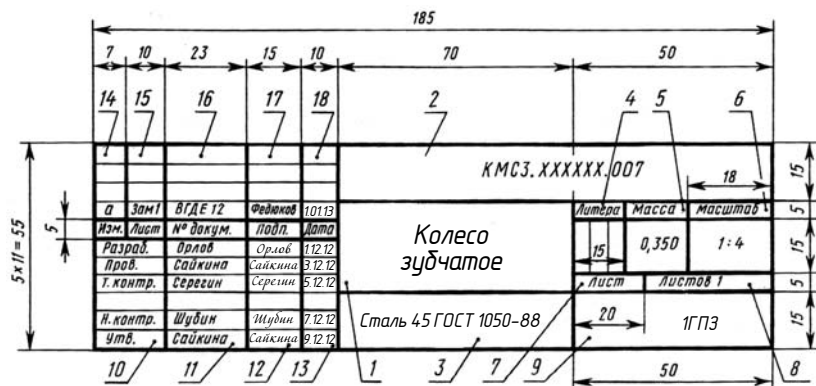 185
7 10 23 15 10 70 50
14 15 16 17 18 2 4 5 6
КМСЗ.XXXXXX.007
18
15
а Зам1 ВГДЕ 12 Федюков 1.01.13
Литера Масса Масштаб
5
Изм. Лист № докум. Подп. Дата
5
5×11=55
Разраб. Орлов Орлов 1.12.12
Пров. Сайкина Сайкина 3.12.12
Т. контр. Серегин Серегин 5.12.12
Колесо
зубчатое
15
0,350
1:4
15
Лист Листов 1
5
Н.контр. Шубин Шубин 7.12.12
Утв. Сайкина Сайкина 9.12.12
Сталь 45 ГОСТ 1050-88
20
1ГПЗ
15
10 11 12 13 1 3 7 9 50 8